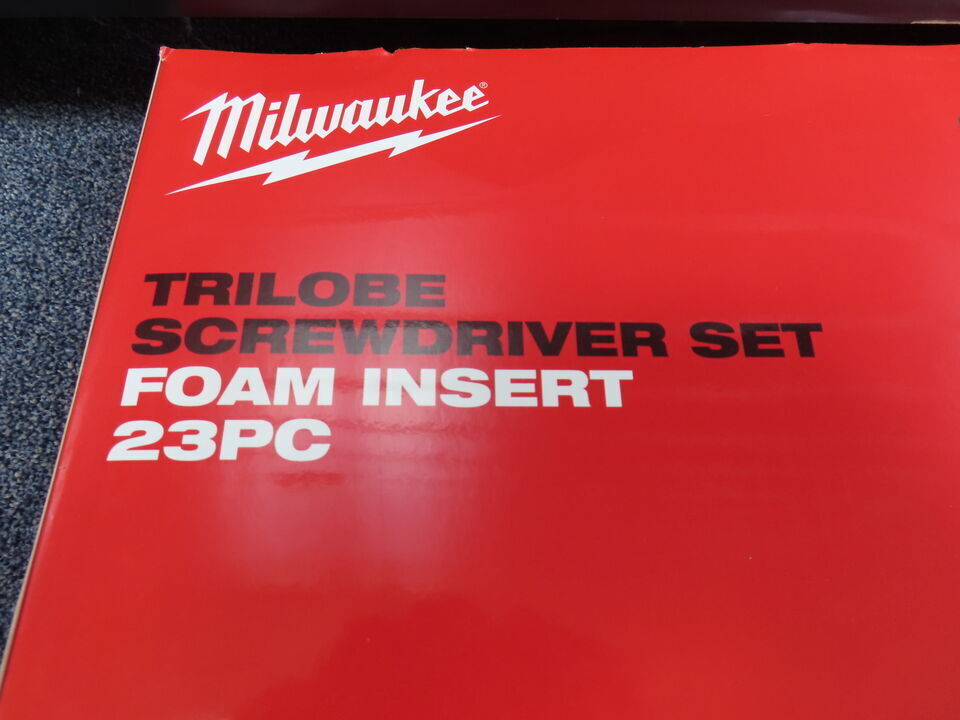 Milwaukee®
TRILOBE
SCREWDRIVER SET
FOAM INSERT
23PC